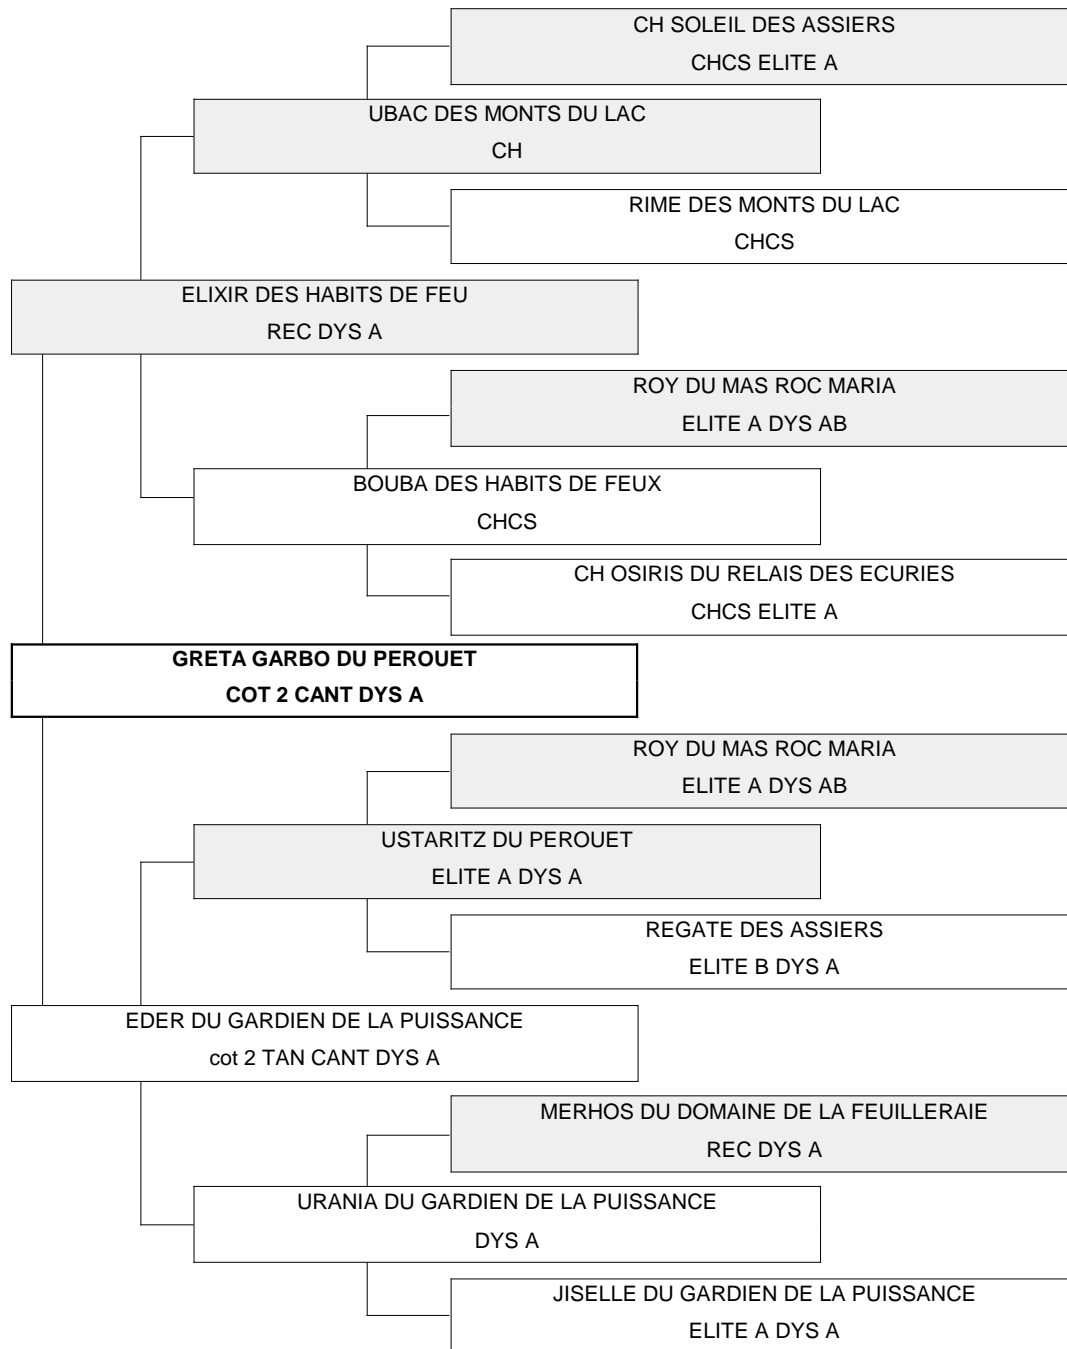 CH SOLEIL DES ASSIERS
CHCS ELITE A
UBAC DES MONTS DU LAC
CH
RIME DES MONTS DU LAC
CHCS
ELIXIR DES HABITS DE FEU
REC DYS A
ROY DU MAS ROC MARIA
ELITE A DYS AB
BOUBA DES HABITS DE FEUX
CHCS
CH OSIRIS DU RELAIS DES ECURIES
CHCS ELITE A
GRETA GARBO DU PEROUET
COT 2 CANT DYS A
ROY DU MAS ROC MARIA
ELITE A DYS AB
USTARITZ DU PEROUET
ELITE A DYS A
REGATE DES ASSIERS
ELITE B DYS A
EDER DU GARDIEN DE LA PUISSANCE
cot 2 TAN CANT DYS A
MERHOS DU DOMAINE DE LA FEUILLERAIE
REC DYS A
URANIA DU GARDIEN DE LA PUISSANCE
DYS A
JISELLE DU GARDIEN DE LA PUISSANCE
ELITE A DYS A